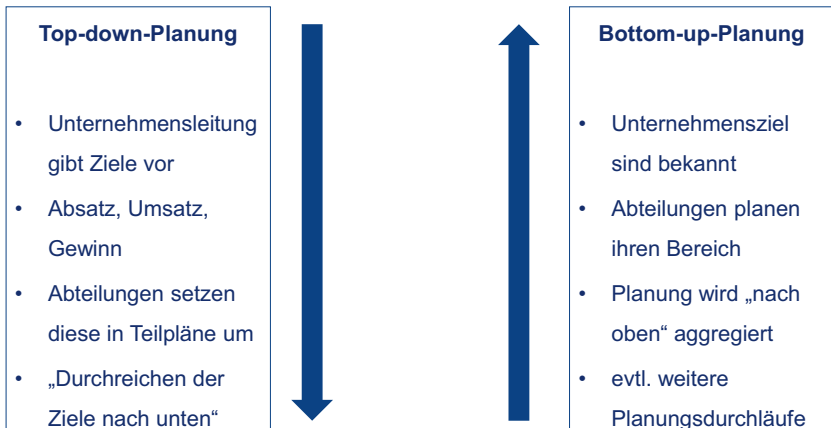 Top-down-Planung
• Unternehmensleitung
gibt Ziele vor
• Absatz, Umsatz,
Gewinn
• Abteilungen setzen
diese in Teilpläne um
• „Durchreichen der
Ziele nach unten“
Bottom-up-Planung
• Unternehmensziel
sind bekannt
• Abteilungen planen
ihren Bereich
• Planung wird „nach
oben“ aggregiert
• evtl. weitere
Planungsdurchläufe